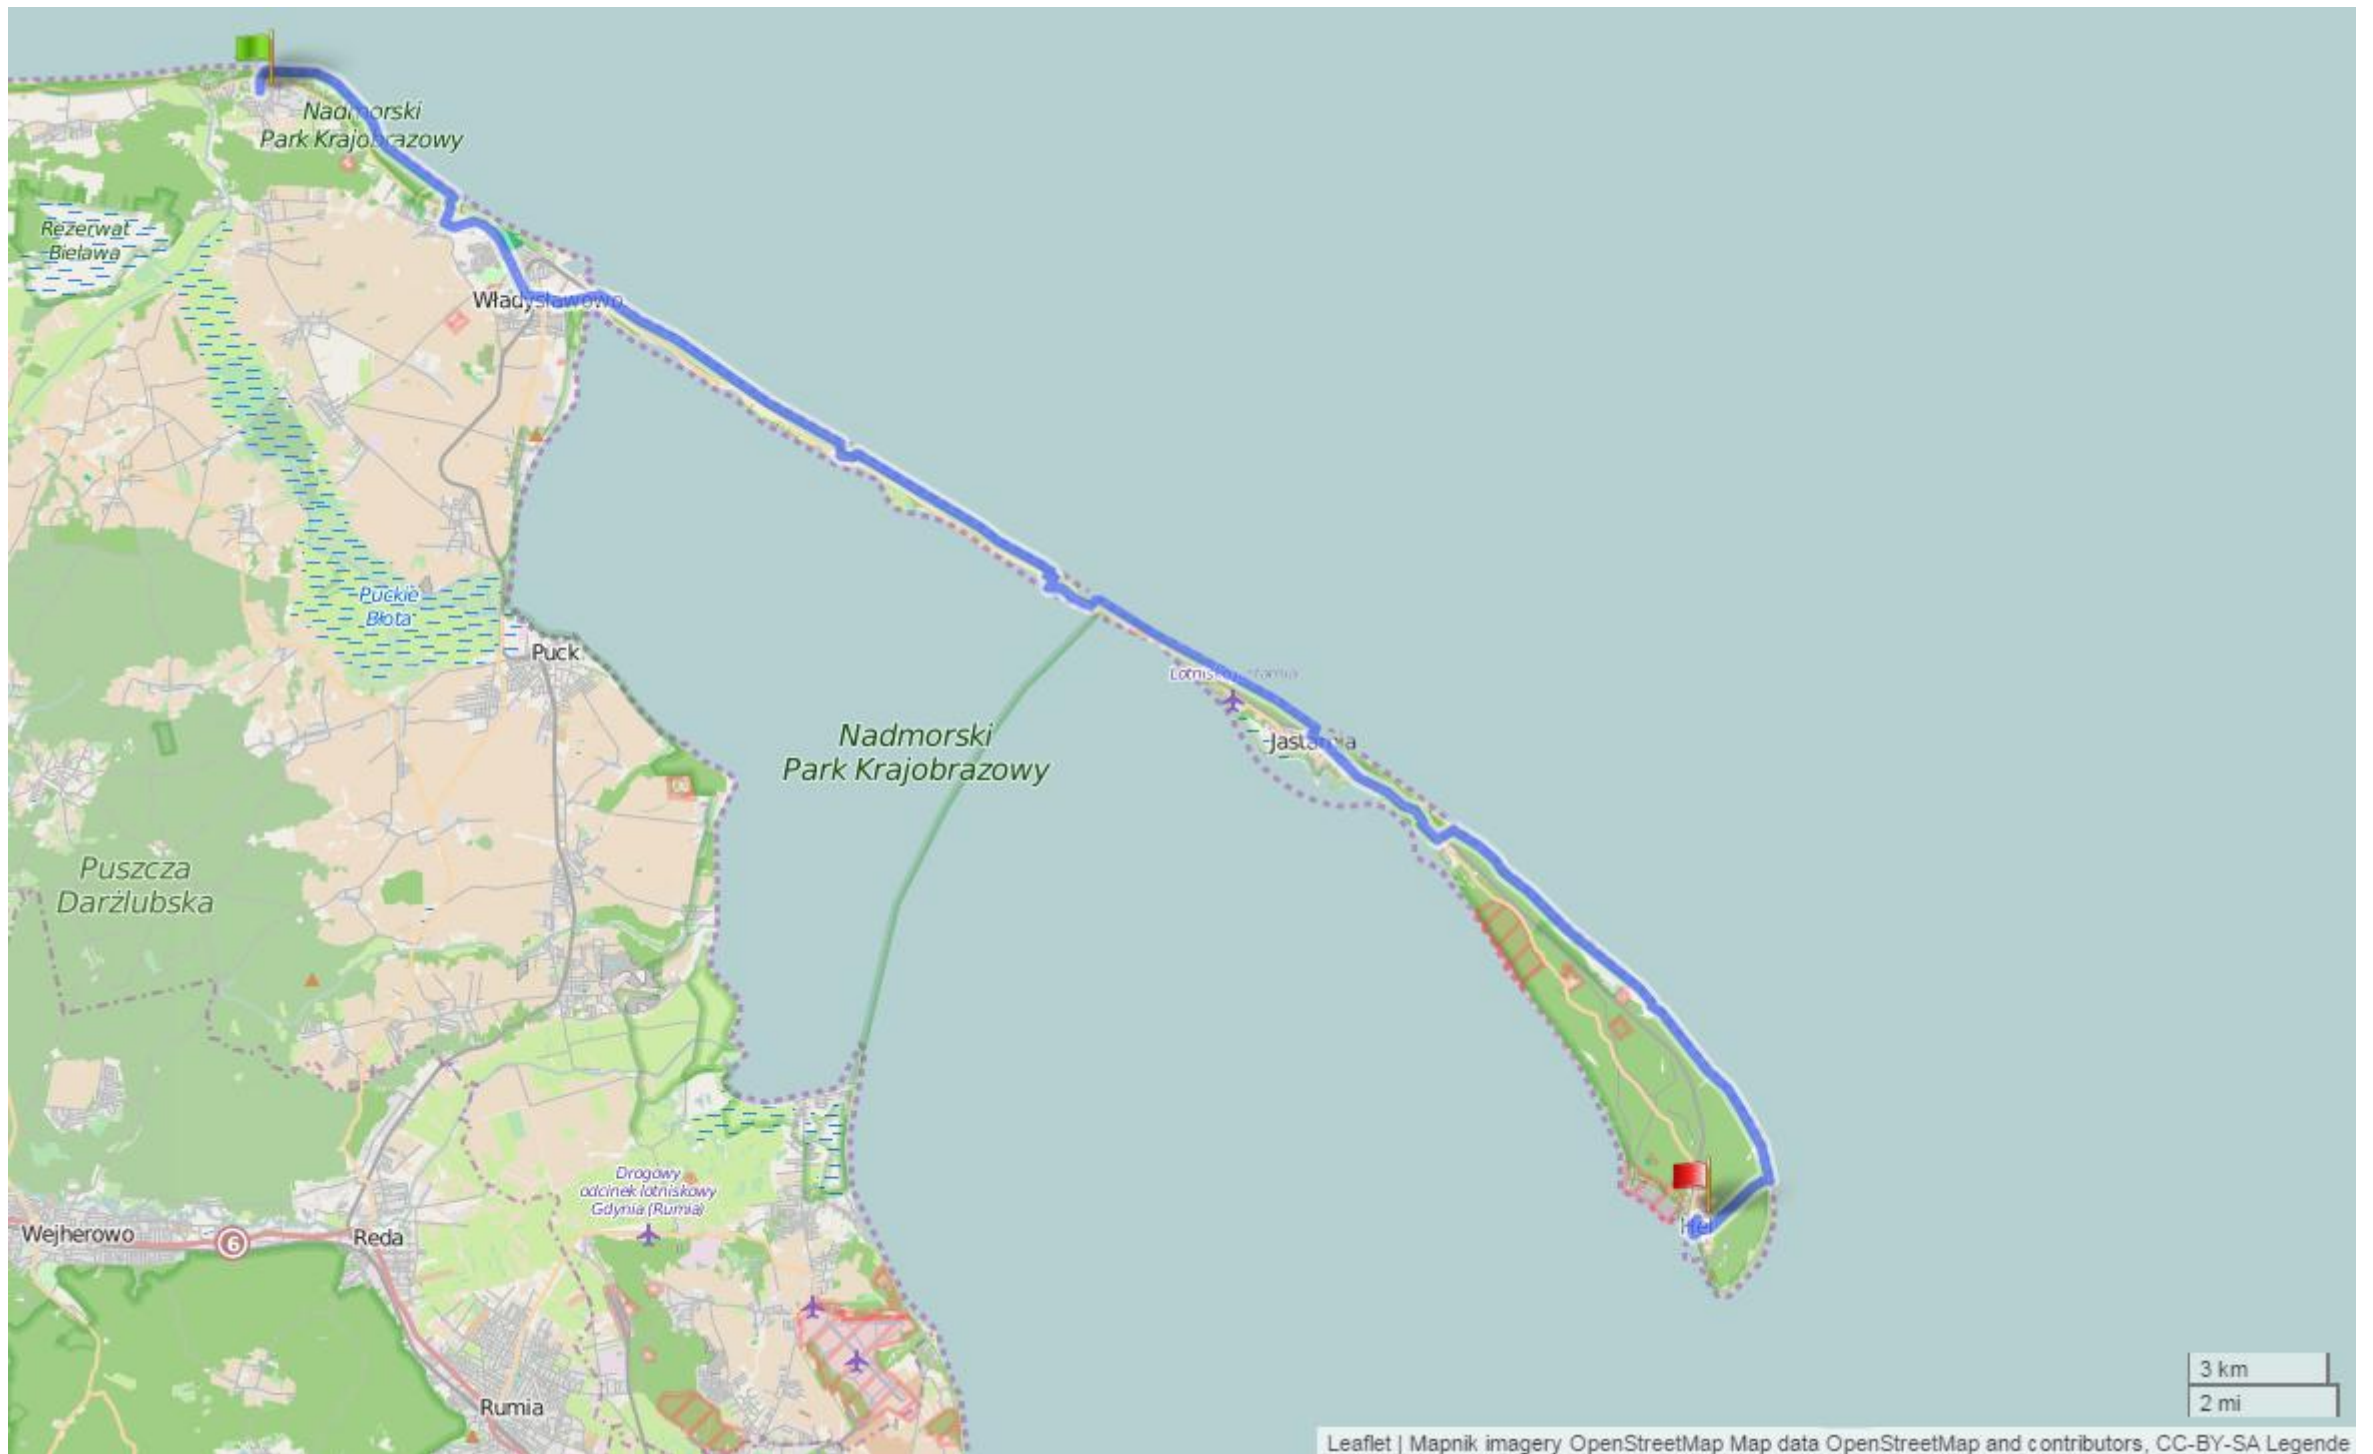 Nadmorski
Park Krajobrazowy
Rezerwat
Bielawa
Władysławowo
Puckie
Błota
Puck
Nadmorski
Park Krajobrazowy
Jastarnia
Puszcza
Darżlubska
Drogowy
odcinek lotniskowy
Gdynia (Rumia)
Wejherowo
6
Reda
Hel
Rumia
3 km
2 mi
Leaflet | Mapnik imagery OpenStreetMap Map data OpenStreetMap and contributors, CC-BY-SA Legende